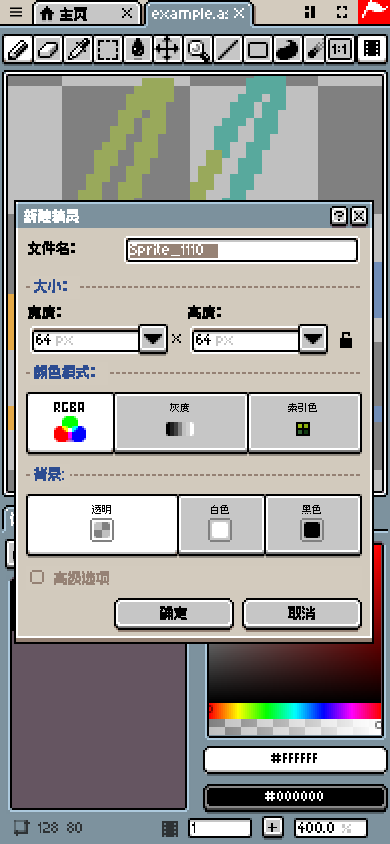 主页
example.as
1:1
新建精灵
?
文件名:
Sprite_1110
大小:
宽度:
高度:
64 px
×
64 px
颜色模式:
RGBA
灰度
索引色
背景:
透明
白色
黑色
高级选项
确定
取消
#FFFFFF
#000000
128 80
1
+
400.0 %